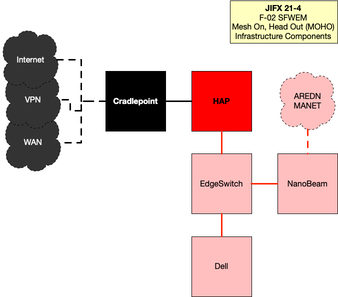 JIFX 21-4
F-02 SFWEM
Mesh On, Head Out (MOHO)
Infrastructure Components
Internet
VPN
WAN
Cradlepoint
HAP
AREDN
MANET
EdgeSwitch
NanoBeam
Dell